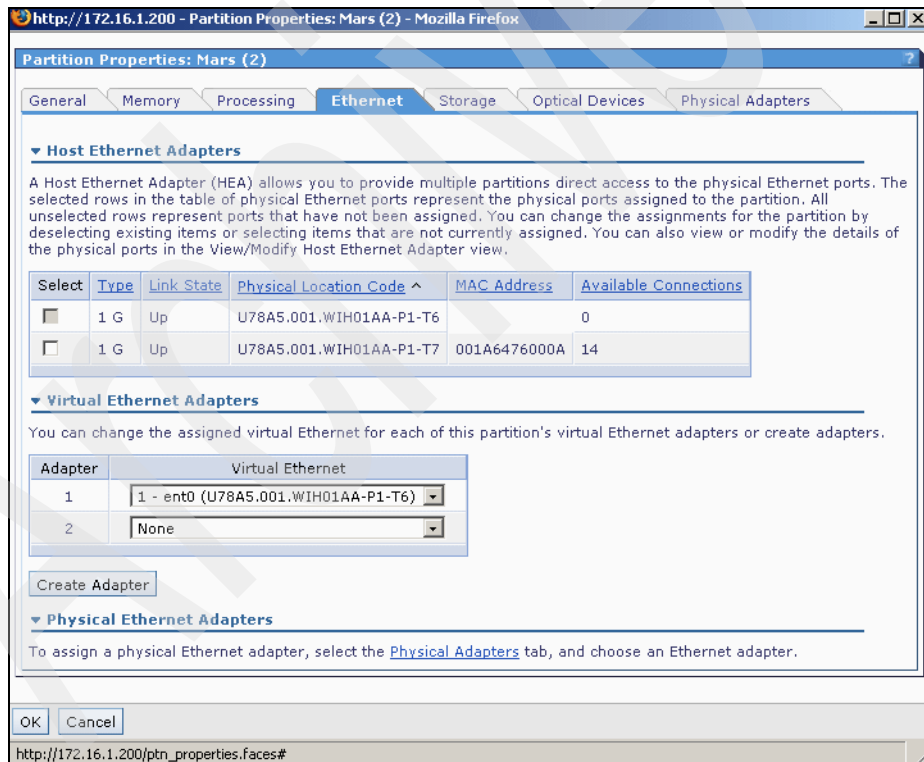 http://172.16.1.200 - Partition Properties: Mars (2) - Mozilla Firefox
Partition Properties: Mars (2) ?
General Memory Processing Ethernet Storage Optical Devices Physical Adapters
Host Ethernet Adapters
A Host Ethernet Adapter (HEA) allows you to provide multiple partitions direct access to the physical Ethernet ports. The
selected rows in the table of physical Ethernet ports represent the physical ports assigned to the partition. All
unselected rows represent ports that have not been assigned. You can change the assignments for the partition by
deselecting existing items or selecting items that are not currently assigned. You can also view or modify the details of
the physical ports in the View/Modify Host Ethernet Adapter view.
Select Type Link State Physical Location Code ^ MAC Address Available Connections
1 G Up U78A5.001.WIH01AA-P1-T6 0
1 G Up U78A5.001.WIH01AA-P1-T7 001A6476000A 14
Virtual Ethernet Adapters
You can change the assigned virtual Ethernet for each of this partition's virtual Ethernet adapters or create adapters.
Adapter Virtual Ethernet
1 1 - ent0 (U78A5.001.WIH01AA-P1-T6)
2 None
Create Adapter
Physical Ethernet Adapters
To assign a physical Ethernet adapter, select the Physical Adapters tab, and choose an Ethernet adapter.
OK Cancel
http://172.16.1.200/ptn_properties.faces#